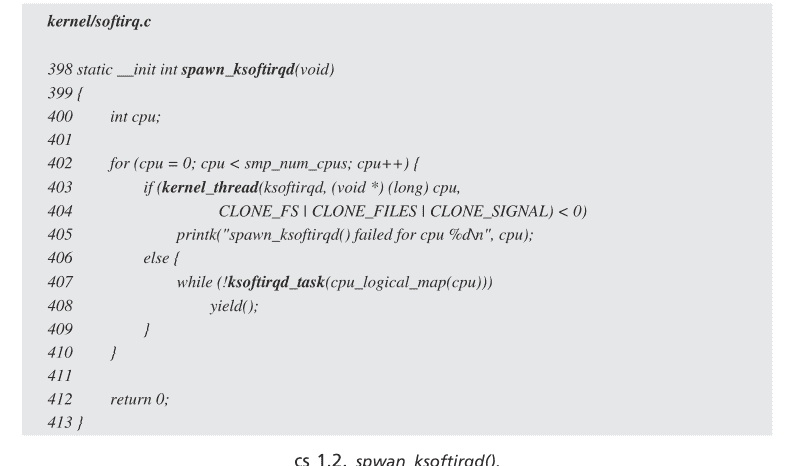 kernel/softirq.c
398 static __init int spawn_ksoftirqd(void)
399 {
400 int cpu;
401
402 for (cpu = 0; cpu < smp_num_cpus; cpu++) {
403 if (kernel_thread(ksoftirqd, (void *) (long) cpu,
404 CLONE_FS | CLONE_FILES | CLONE_SIGNAL) < 0)
405 printk("spawn_ksoftirqd() failed for cpu %d\n", cpu);
406 else {
407 while (!ksoftirqd_task(cpu_logical_map(cpu)))
408 yield();
409 }
410 }
411
412 return 0;
413 }
cs 1.2. spwan_ksoftirqd().